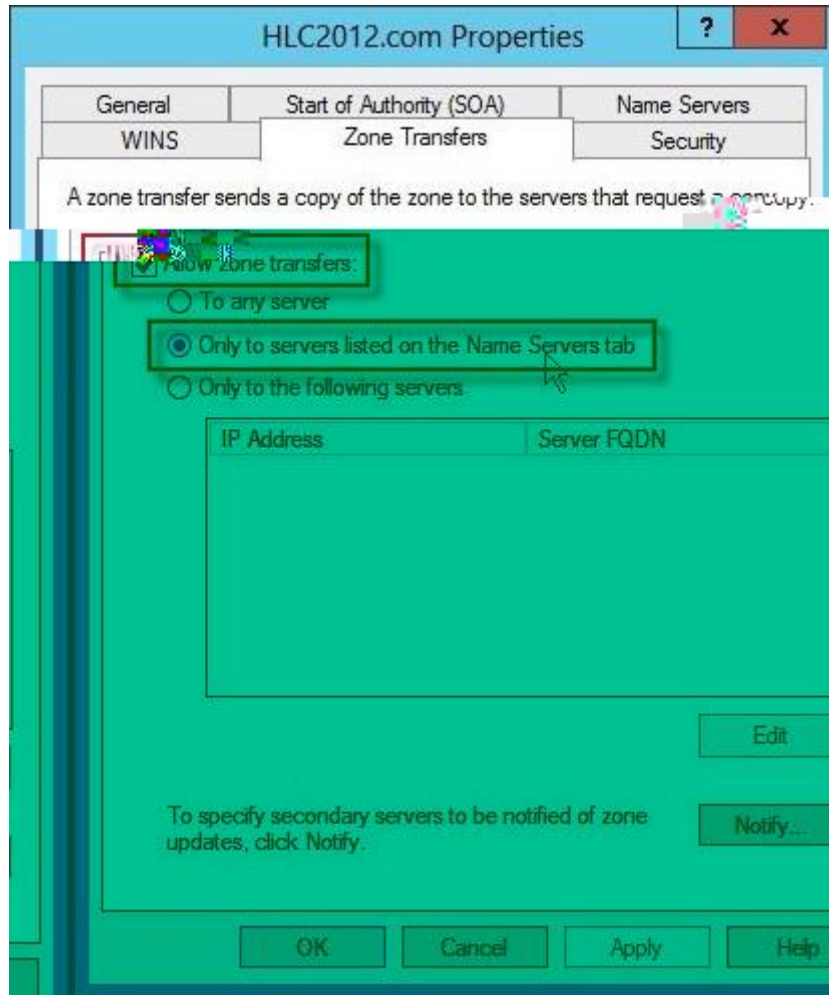 HLC2012.com Properties
?
x
General
Start of Authority (SOA)
Name Servers
WINS
Zone Transfers
Security
A zone transfer sends a copy of the zone to the servers that request
Allow zone transfers:
To any server
Only to servers listed on the Name Servers tab
Only to the following servers
IP Address
Server FQDN
Edit
To specify secondary servers to be notified of zone
updates, click Notify.
Notify...
OK
Cancel
Apply
Help